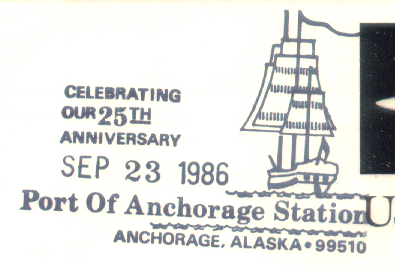 CELEBRATING
OUR 25TH
ANNIVERSARY
SEP 23 1986
Port Of Anchorage Station
ANCHORAGE, ALASKA • 99510